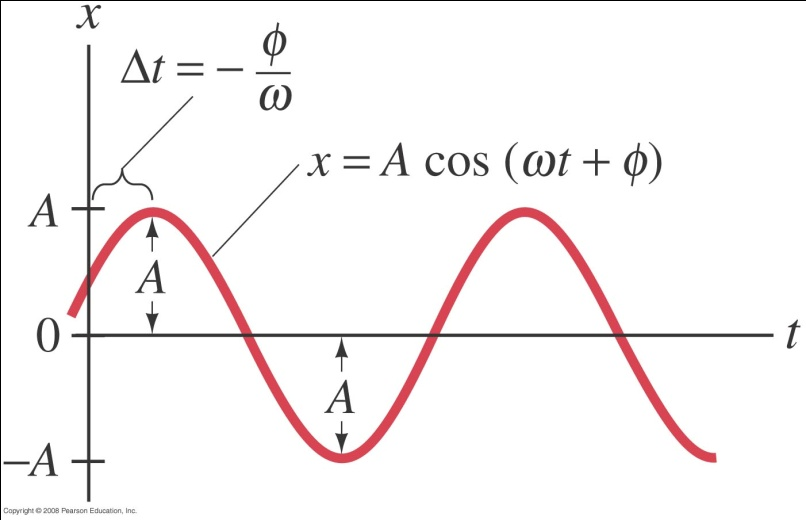 x
Δt = − ϕ/ω
x = A cos (ωt + ϕ)
A
A
0
t
A
−A
Copyright © 2008 Pearson Education, Inc.